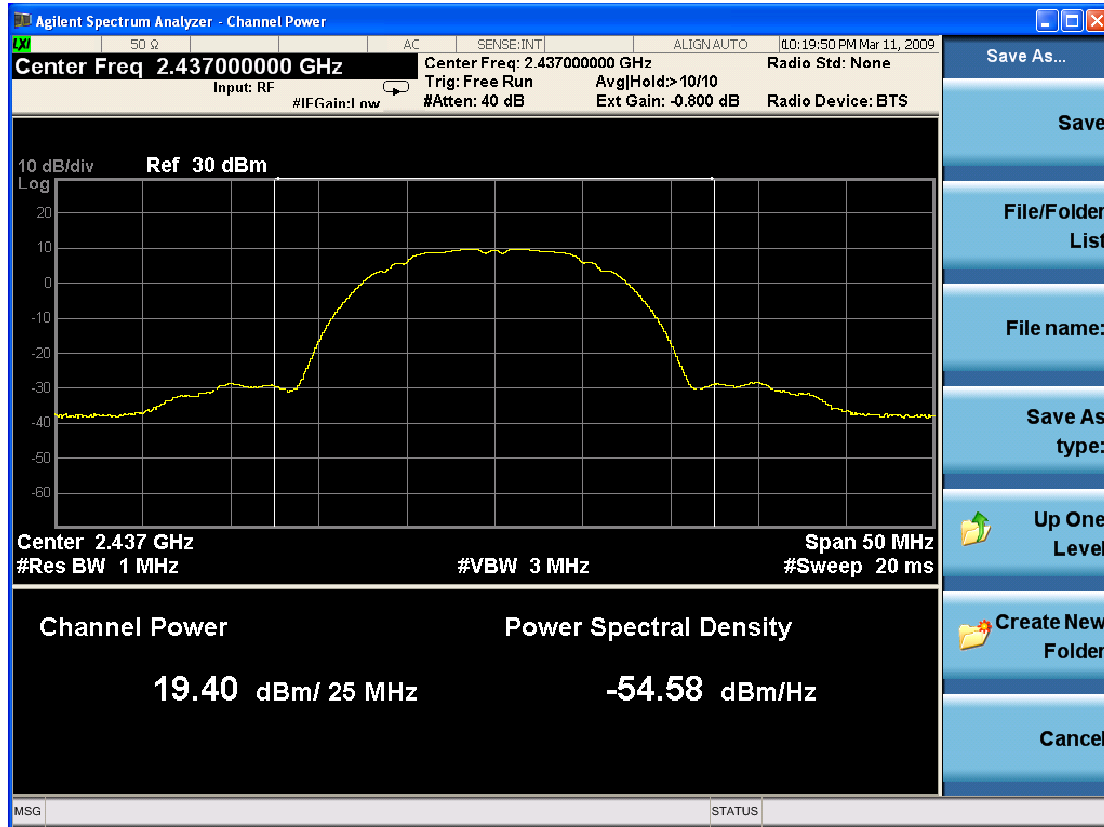 Agilent Spectrum Analyzer - Channel Power
LXI
50 Ω
AC
SENSE:INT
ALIGNAUTO
10:19:50 PM Mar 11, 2009
Center Freq 2.437000000 GHz
Input: RF
#IFGain:Low
Center Freq: 2.437000000 GHz
Trig: Free Run
Avg|Hold:>10/10
#Atten: 40 dB
Ext Gain: -0.800 dB
Radio Std: None
Radio Device: BTS
10 dB/div
Ref 30 dBm
Log
20
10
0
-10
-20
-30
-40
-50
-60
Center 2.437 GHz
Span 50 MHz
#Res BW 1 MHz
#VBW 3 MHz
#Sweep 20 ms
Channel Power
Power Spectral Density
19.40 dBm/ 25 MHz
-54.58 dBm/Hz
MSG
STATUS
Save As...
Save
File/Folder
List
File name:
Save As
type:
Up One
Level
Create New
Folder
Cancel